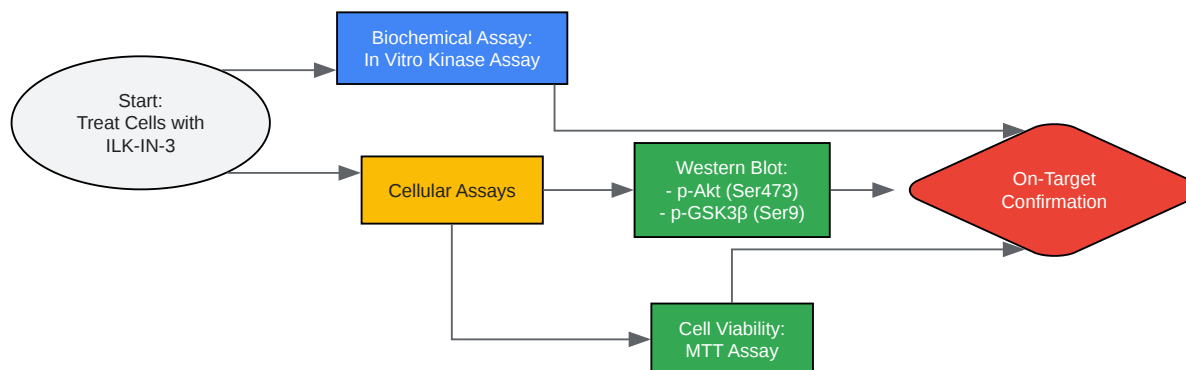 Start:
Treat Cells with
ILK-IN-3
Biochemical Assay:
In Vitro Kinase Assay
Cellular Assays
Western Blot:
- p-Akt (Ser473)
- p-GSK3β (Ser9)
Cell Viability:
MTT Assay
On-Target
Confirmation